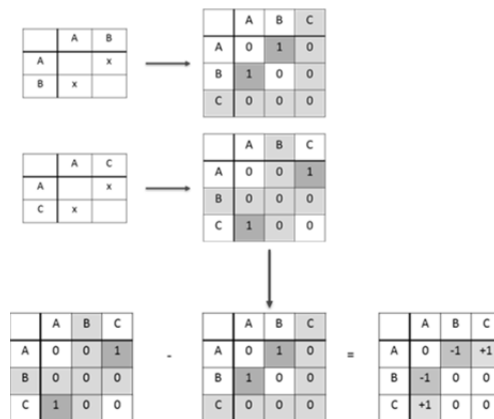 A B
A x
B x
A B C
A 0 1 0
B 1 0 0
C 0 0 0
A C
A x
C x
A B C
A 0 0 1
B 0 0 0
C 1 0 0
A B C
A 0 0 1
B 0 0 0
C 1 0 0
-
A B C
A 0 1 0
B 1 0 0
C 0 0 0
=
A B C
A 0 -1 +1
B -1 0 0
C +1 0 0